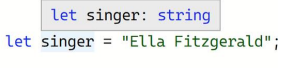 let singer: string
let singer = "Ella Fitzgerald";